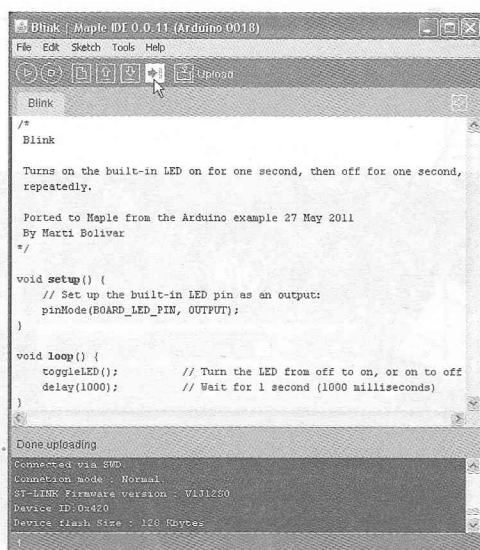 Blink | Maple IDE 0.0.11 (Arduino 0018)
File Edit Sketch Tools Help
Upload
Blink
/*
Blink
Turns on the built-in LED on for one second, then off for one second,
repeatedly.
Ported to Maple from the Arduino example 27 May 2011
By Marti Bolivar
*/
void setup() {
// Set up the built-in LED pin as an output:
pinMode(BOARD_LED_PIN, OUTPUT);
}
void loop() {
toggleLED(); // Turn the LED from off to on, or on to off
delay(1000); // Wait for 1 second (1000 milliseconds)
}
Done uploading
Connected via SWD.
Connetion mode : Normal.
ST-LINK Firmware version : V1J12S0
Device ID:0x420
Device flash Size : 128 Kbytes
1